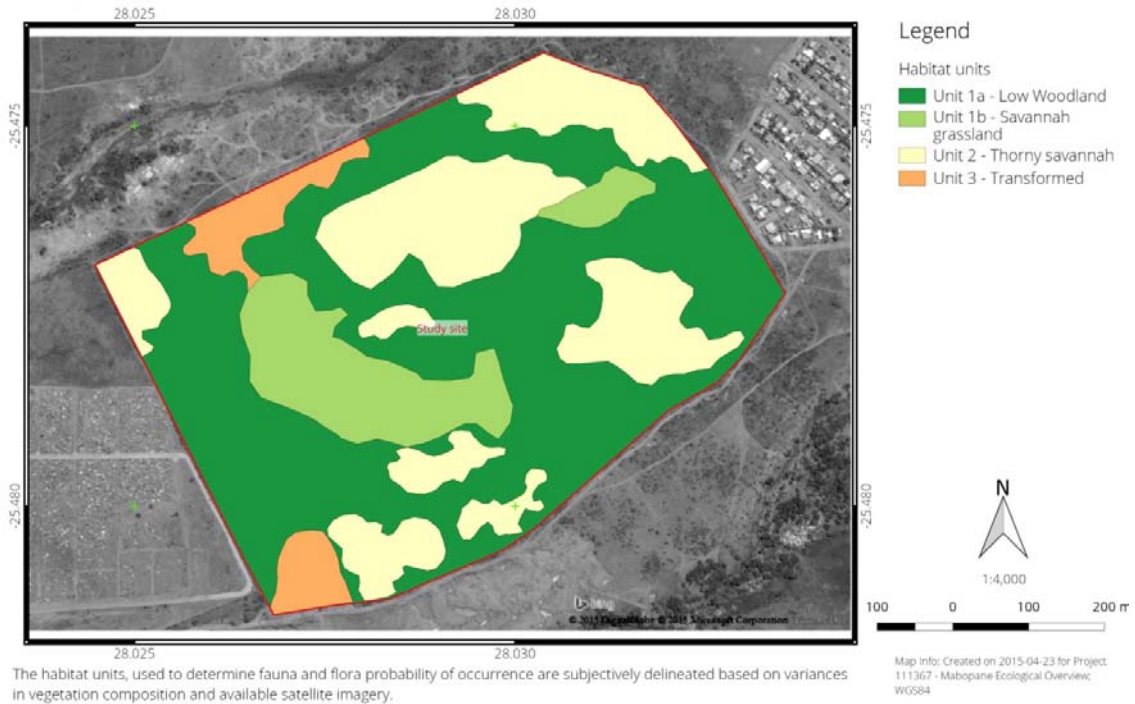 28.025
28.030
-25.475
-25.475
-25.480
-25.480
Study site
© 2015 DigitalGlobe © 2015 Microsoft Corporation
28.025
28.030
Legend
Habitat units
Unit 1a - Low Woodland
Unit 1b - Savannah
grassland
Unit 2 - Thorny savannah
Unit 3 - Transformed
N
1:4,000
100 0 100 200 m
The habitat units, used to determine fauna and flora probability of occurrence are subjectively delineated based on variances
in vegetation composition and available satellite imagery.
Map Info: Created on 2015-04-23 for Project
111367 - Mabopane Ecological Overview;
WGS84